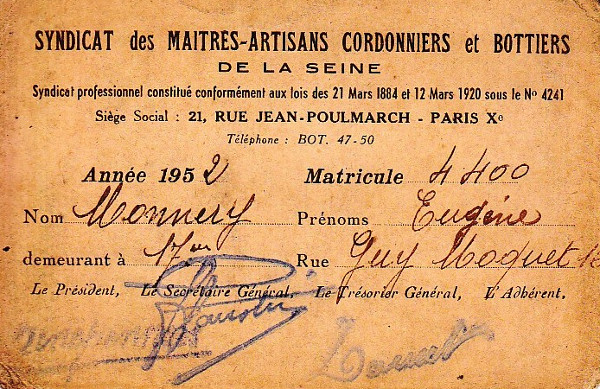 SYNDICAT des MAITRES-ARTISANS CORDONNIERS et BOTTIERS
DE LA SEINE
Syndicat professionnel constitué conformément aux lois des 21 Mars 1884 et 12 Mars 1920 sous le No 4241
Siège Social : 21, RUE JEAN-POULMARCH - PARIS Xe
Téléphone : BOT. 47-50
Année 1952 Matricule 4400
Nom Monnery Prénoms Eugène
demeurant à 17em Rue Guy Moquet 16
Le Président, Le Secrétaire Général, Le Trésorier Général, L'Adhérent.